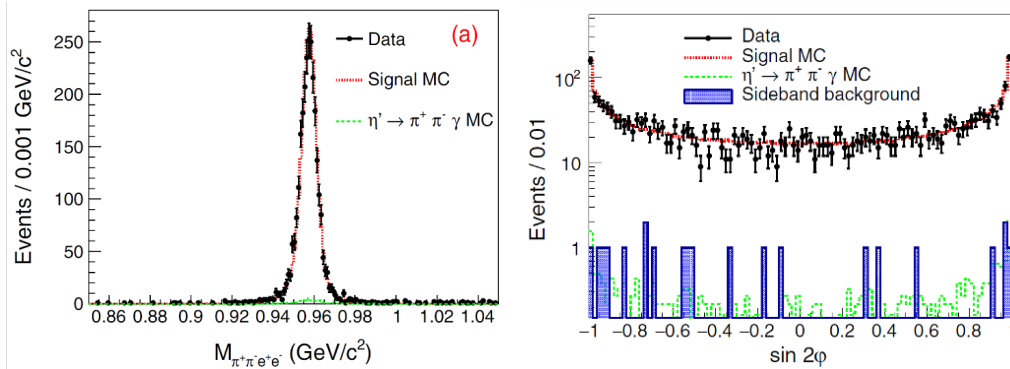 250
200
150
100
50
0
Events / 0.001 GeV/c²
(a)
Data
Signal MC
η′ → π⁺ π⁻ γ MC
0.86 0.88 0.9 0.92 0.94 0.96 0.98 1 1.02 1.04
M_π⁺π⁻e⁺e⁻ (GeV/c²)
10²
10
1
Events / 0.01
Data
Signal MC
η′ → π⁺ π⁻ γ MC
Sideband background
−1 −0.8 −0.6 −0.4 −0.2 0 0.2 0.4 0.6 0.8 1
sin 2φ